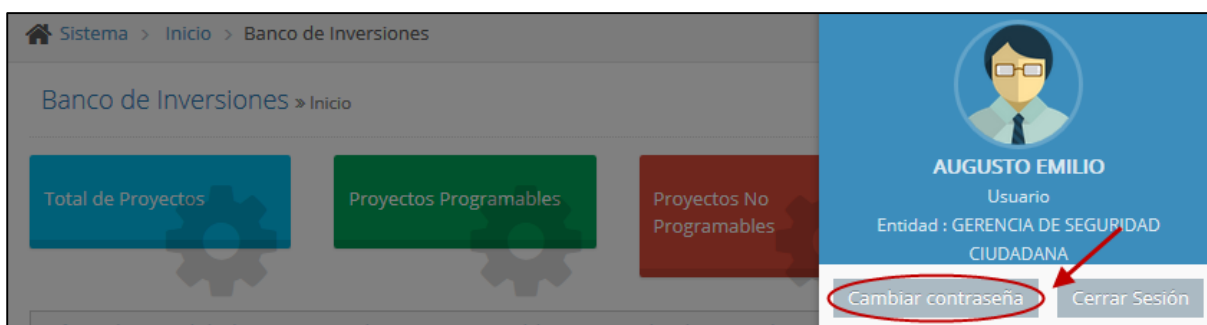 Sistema > Inicio > Banco de Inversiones
Banco de Inversiones » Inicio
Total de Proyectos
Proyectos Programables
Proyectos No
Programables
AUGUSTO EMILIO
Usuario
Entidad : GERENCIA DE SEGURIDAD
CIUDADANA
Cambiar contraseña
Cerrar Sesión